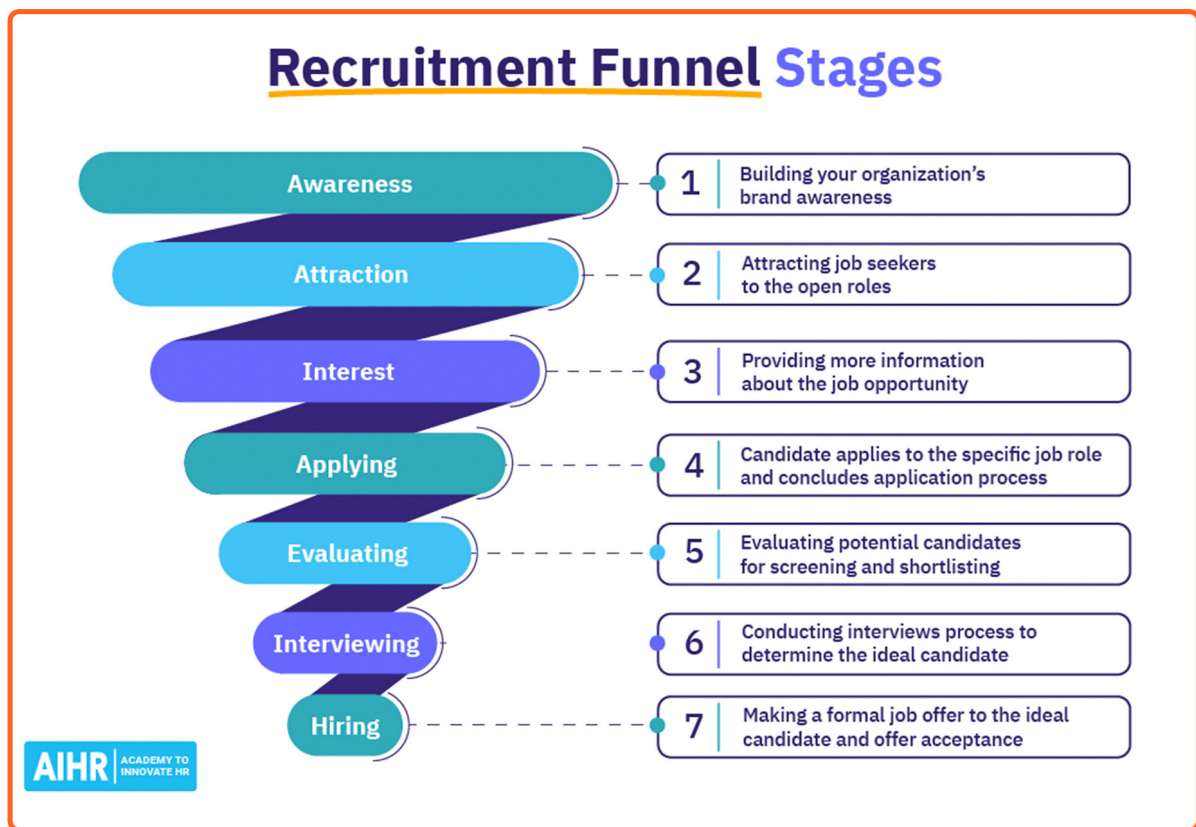 Recruitment Funnel Stages
Awareness
1
Building your organization's
brand awareness
Attraction
2
Attracting job seekers
to the open roles
Interest
3
Providing more information
about the job opportunity
Applying
4
Candidate applies to the specific job role
and concludes application process
Evaluating
5
Evaluating potential candidates
for screening and shortlisting
Interviewing
6
Conducting interviews process to
determine the ideal candidate
Hiring
7
Making a formal job offer to the ideal
candidate and offer acceptance
AIHR
ACADEMY TO
INNOVATE HR